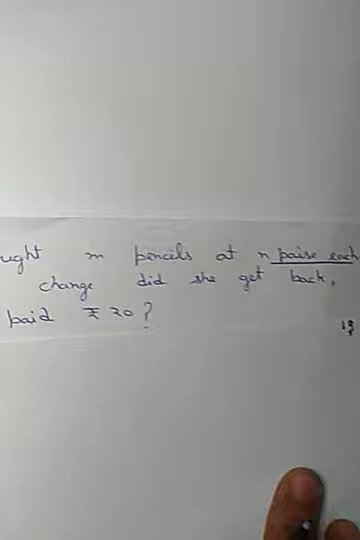 ught m pencils at n paise each
change did she get back,
paid ₹ 20?